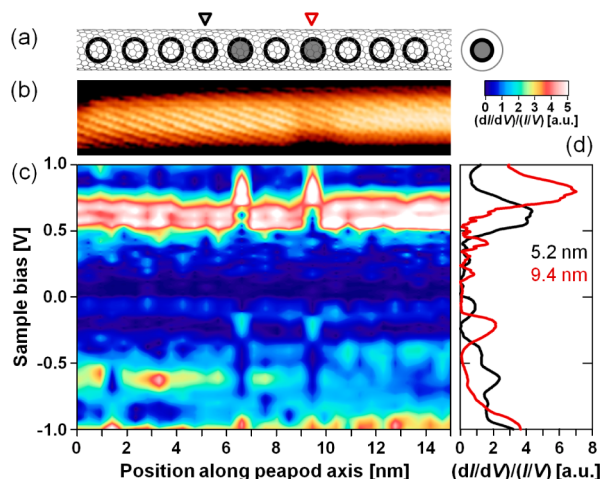 (a)
(b)
0 1 2 3 4 5
(dI/dV)/(I/V) [a.u.]
(c)
(d)
1.0
0.5
0.0
-0.5
-1.0
Sample bias [V]
5.2 nm
9.4 nm
0 2 4 6 8 10 12 14
0 2 4 6 8
Position along peapod axis [nm]
(dI/dV)/(I/V) [a.u.]